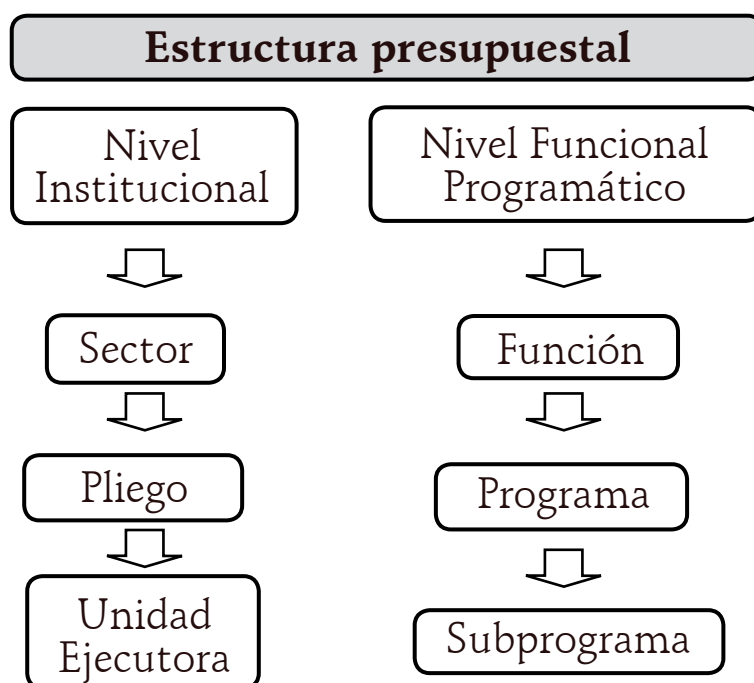 Estructura presupuestal
Nivel
Institucional
Sector
Pliego
Unidad
Ejecutora
Nivel Funcional
Programático
Función
Programa
Subprograma